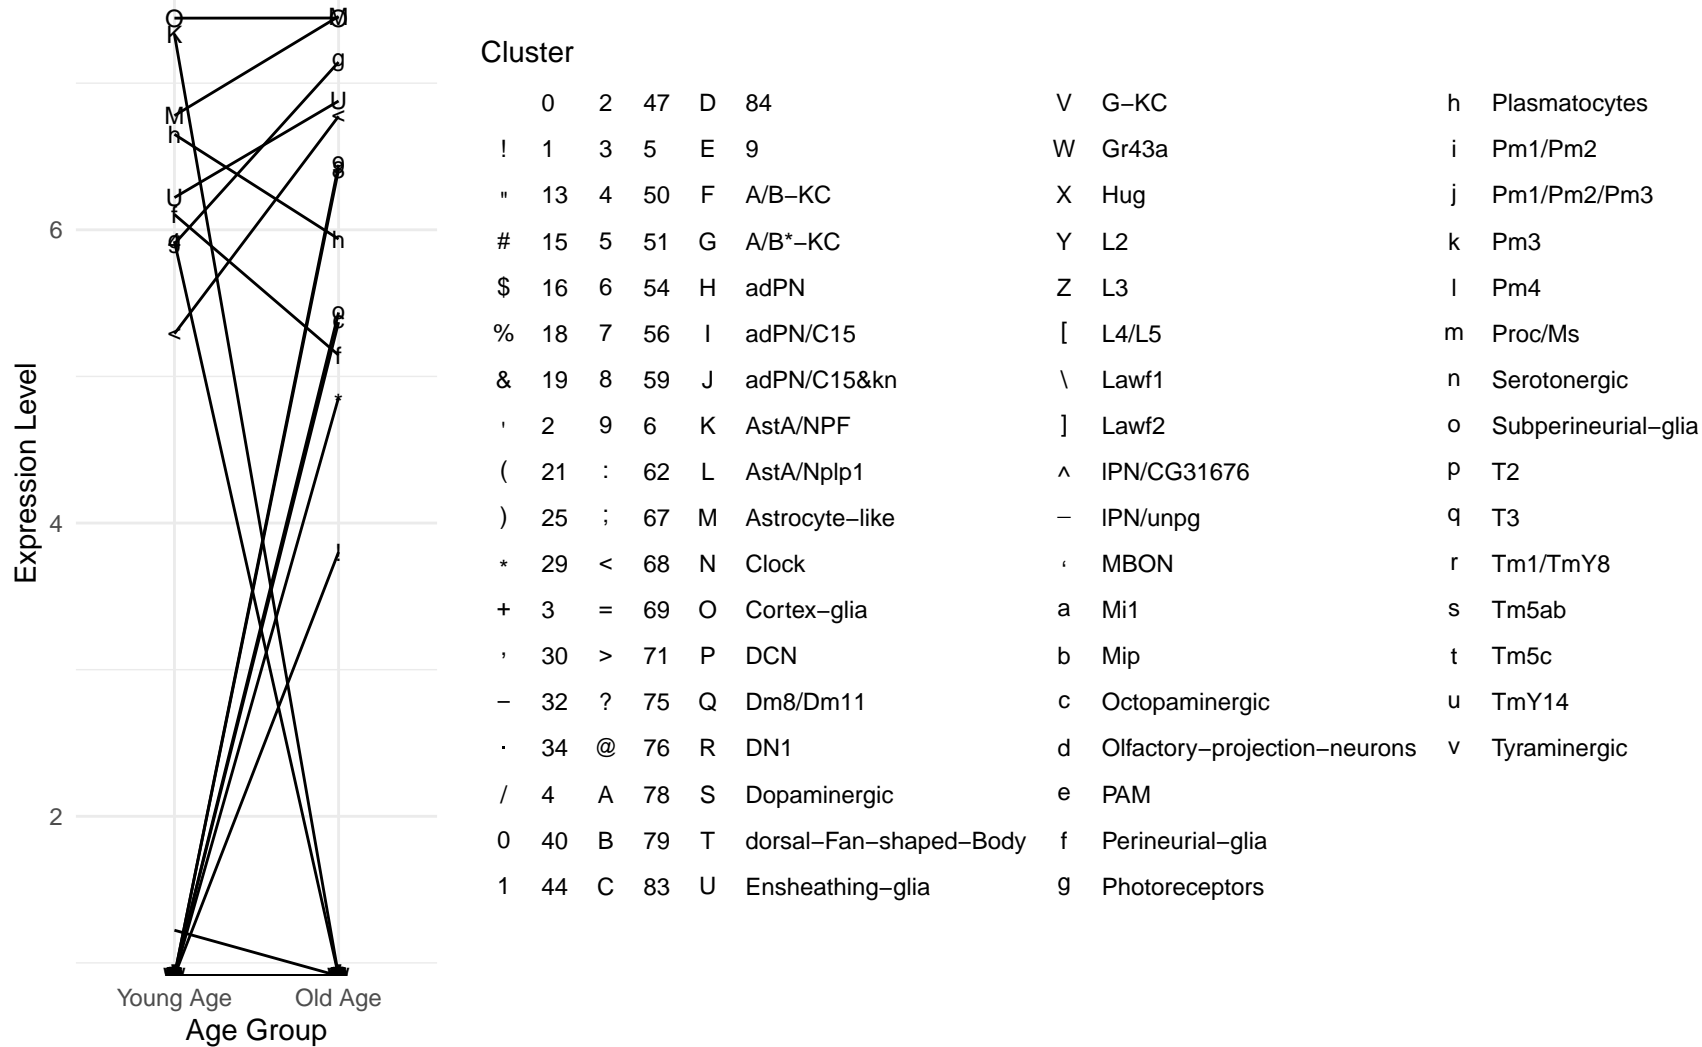 Cluster
0 2 47 D 84 V G−KC h Plasmatocytes
! 1 3 5 E 9 W Gr43a i Pm1/Pm2
" 13 4 50 F A/B−KC X Hug j Pm1/Pm2/Pm3
# 15 5 51 G A/B*−KC Y L2 k Pm3
$ 16 6 54 H adPN Z L3 l Pm4
% 18 7 56 I adPN/C15 [ L4/L5 m Proc/Ms
& 19 8 59 J adPN/C15&kn \ Lawf1 n Serotonergic
' 2 9 6 K AstA/NPF ] Lawf2 o Subperineurial−glia
( 21 : 62 L AstA/Nplp1 ^ lPN/CG31676 p T2
) 25 ; 67 M Astrocyte−like − lPN/unpg q T3
* 29 < 68 N Clock ‘ MBON r Tm1/TmY8
+ 3 = 69 O Cortex−glia a Mi1 s Tm5ab
, 30 > 71 P DCN b Mip t Tm5c
− 32 ? 75 Q Dm8/Dm11 c Octopaminergic u TmY14
. 34 @ 76 R DN1 d Olfactory−projection−neurons v Tyraminergic
/ 4 A 78 S Dopaminergic e PAM
0 40 B 79 T dorsal−Fan−shaped−Body f Perineurial−glia
1 44 C 83 U Ensheathing−glia g Photoreceptors
6
4
2
Expression Level
O
K
M
h
U
f
<
O
g
U
<
h
f
*
Young Age Old Age
Age Group